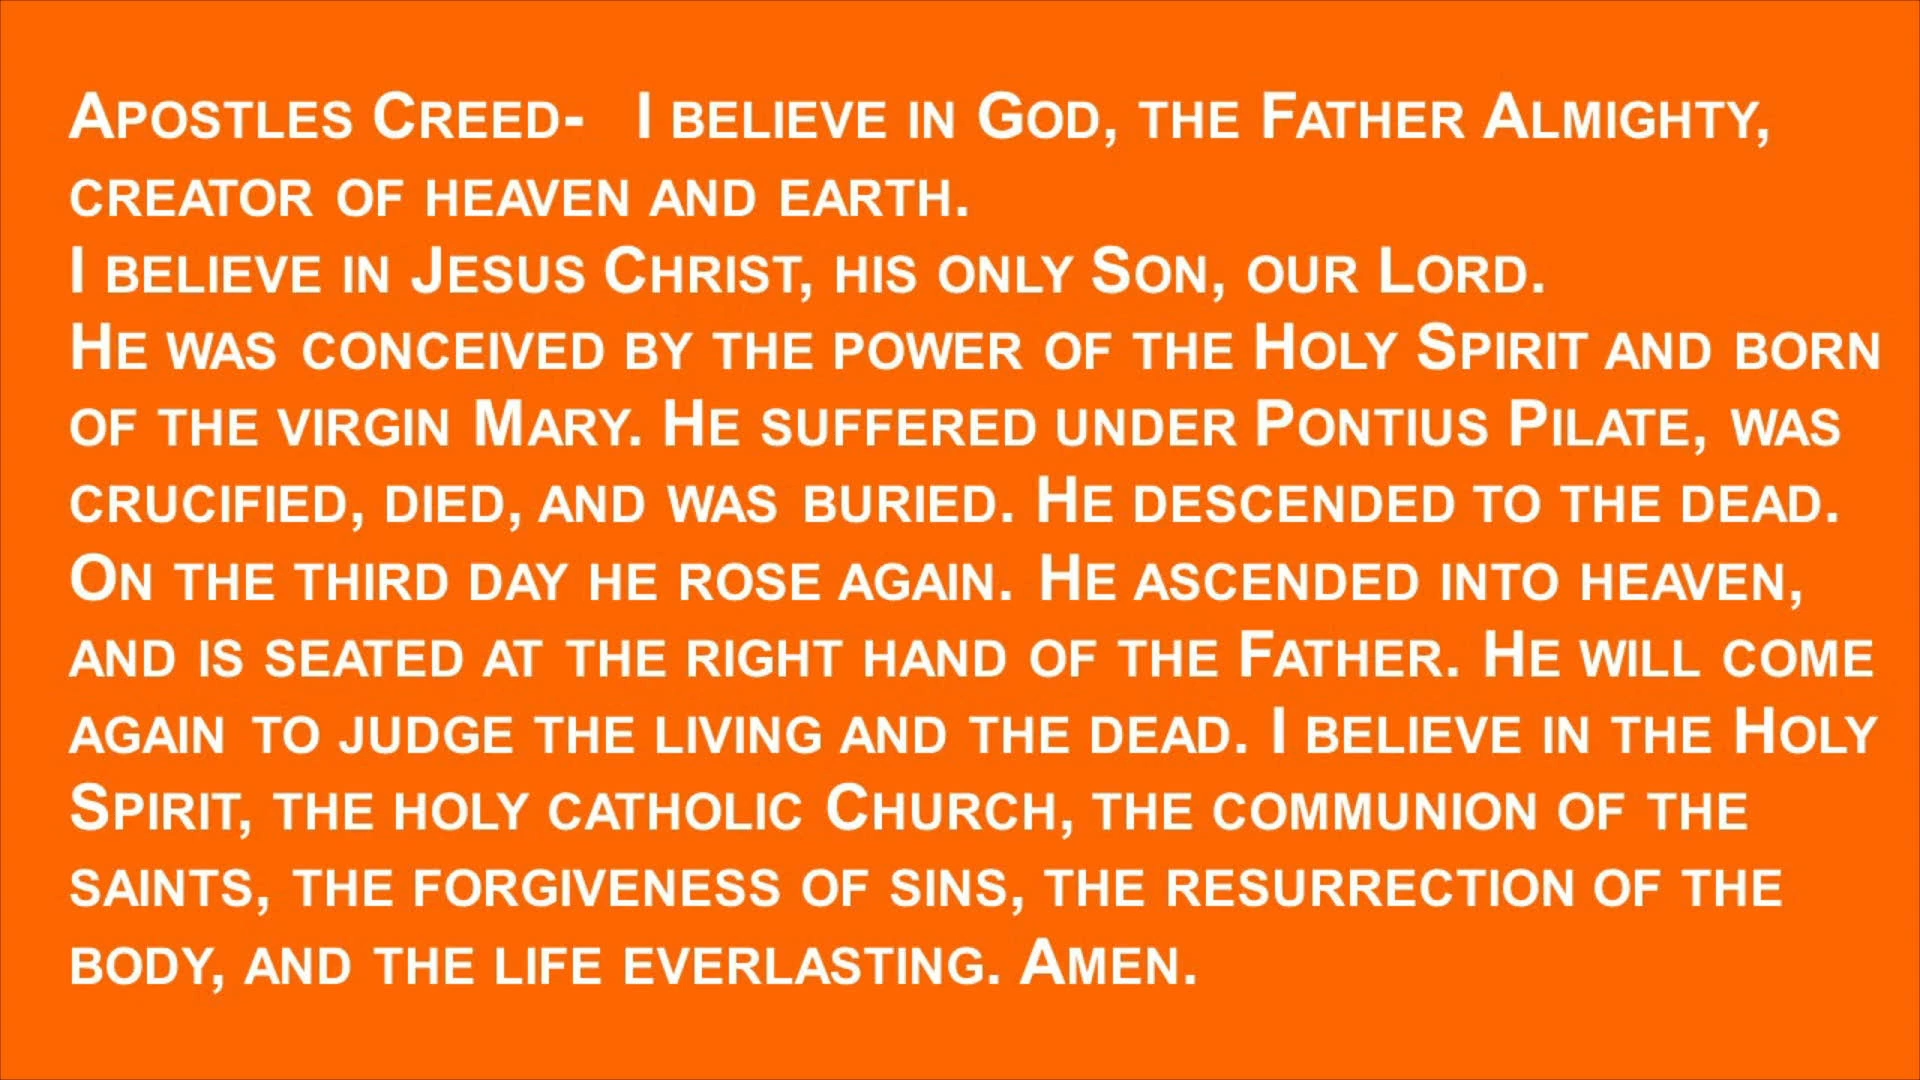 Apostles Creed- I believe in God, the Father Almighty,
creator of heaven and earth.
I believe in Jesus Christ, his only Son, our Lord.
He was conceived by the power of the Holy Spirit and born
of the virgin Mary. He suffered under Pontius Pilate, was
crucified, died, and was buried. He descended to the dead.
On the third day he rose again. He ascended into heaven,
and is seated at the right hand of the Father. He will come
again to judge the living and the dead. I believe in the Holy
Spirit, the holy catholic Church, the communion of the
saints, the forgiveness of sins, the resurrection of the
body, and the life everlasting. Amen.